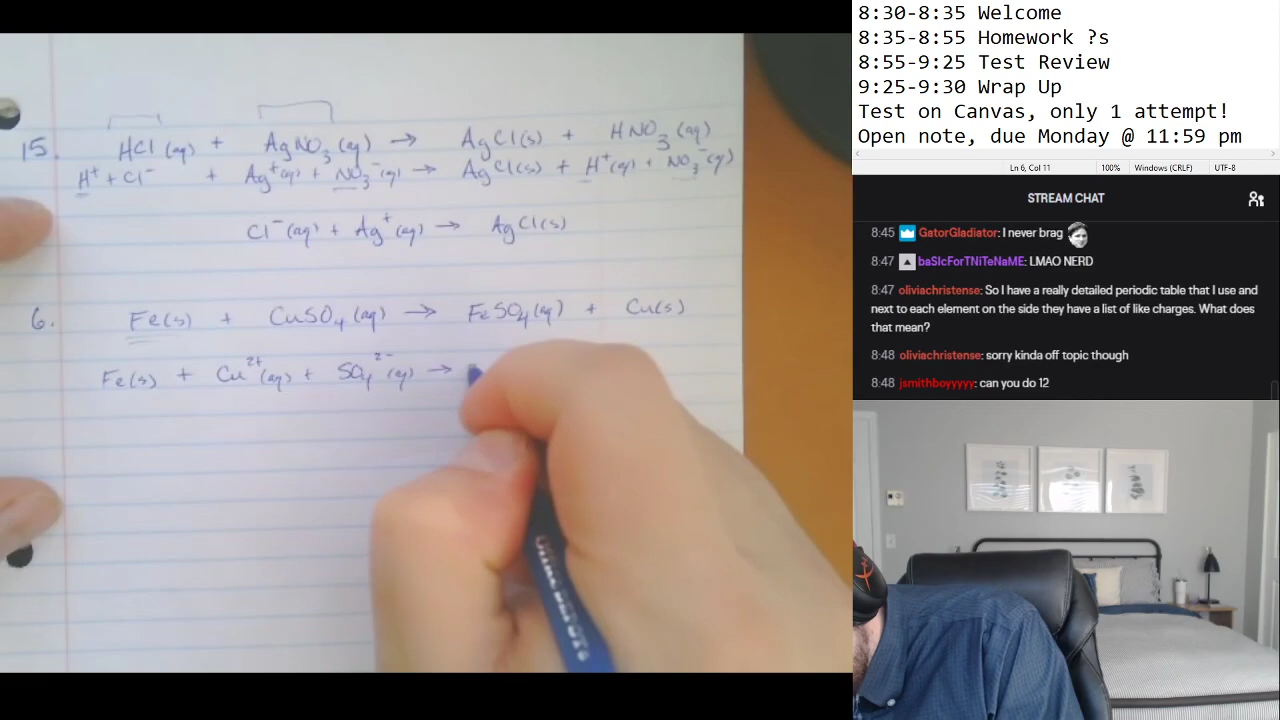 15. HCl (aq) + AgNO₃ (aq) → AgCl (s) + HNO₃ (aq)
H⁺ + Cl⁻ + Ag⁺ (aq) + NO₃⁻ (aq) → AgCl (s) + H⁺ (aq) + NO₃⁻ (aq)
Cl⁻ (aq) + Ag⁺ (aq) → AgCl (s)
6. Fe (s) + CuSO₄ (aq) → FeSO₄ (aq) + Cu (s)
Fe (s) + Cu²⁺ (aq) + SO₄²⁻ (aq) →
8:30-8:35 Welcome
8:35-8:55 Homework ?s
8:55-9:25 Test Review
9:25-9:30 Wrap Up
Test on Canvas, only 1 attempt!
Open note, due Monday @ 11:59 pm
Ln 6, Col 11 100% Windows (CRLF) UTF-8
STREAM CHAT
8:45 GatorGladiator: I never brag
8:47 baSIcForTNiTeNaME: LMAO NERD
8:47 oliviachristense: So I have a really detailed periodic table that I use and
next to each element on the side they have a list of like charges. What does
that mean?
8:48 oliviachristense: sorry kinda off topic though
8:48 jsmithboyyyyy: can you do 12